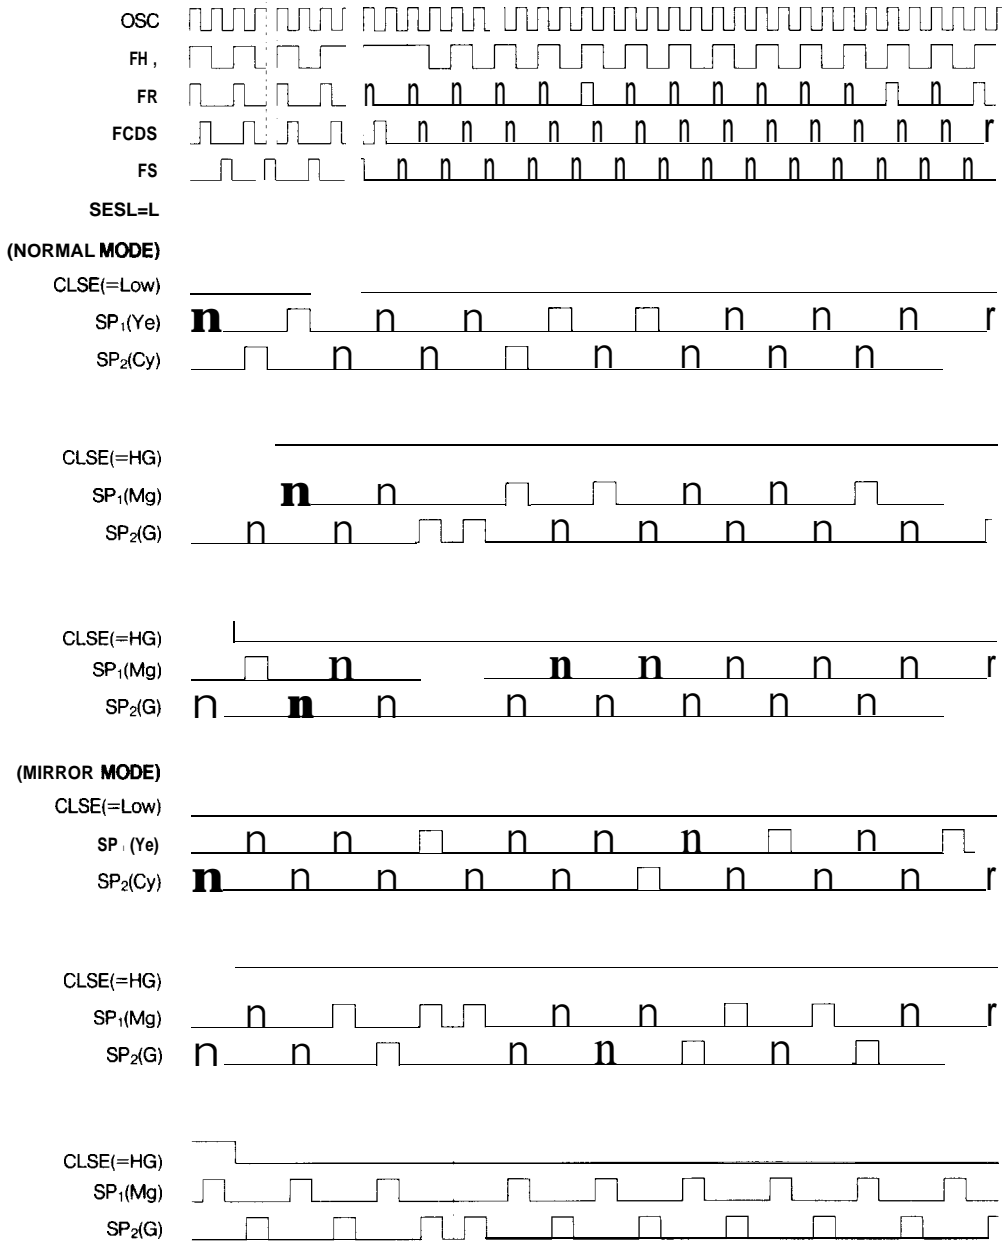 OSC
FH,
FR
FCDS
FS
SESL=L
(NORMAL MODE)
CLSE(=Low)
SP1(Ye)
SP2(Cy)
CLSE(=HG)
SP1(Mg)
SP2(G)
CLSE(=HG)
SP1(Mg)
SP2(G)
(MIRROR MODE)
CLSE(=Low)
SP1(Ye)
SP2(Cy)
CLSE(=HG)
SP1(Mg)
SP2(G)
CLSE(=HG)
SP1(Mg)
SP2(G)